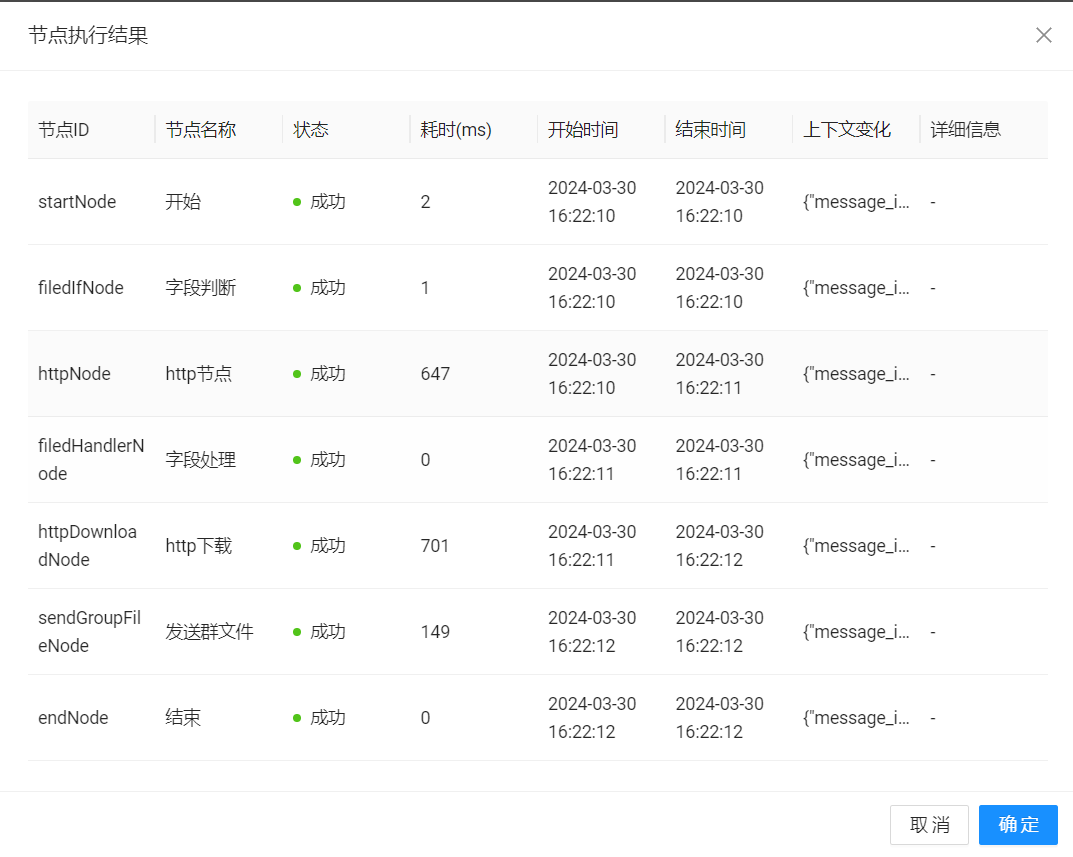 节点执行结果
节点ID 节点名称 状态 耗时(ms) 开始时间 结束时间 上下文变化 详细信息
startNode 开始 成功 2 2024-03-30 16:22:10 2024-03-30 16:22:10 {"message_i... -
filedIfNode 字段判断 成功 1 2024-03-30 16:22:10 2024-03-30 16:22:10 {"message_i... -
httpNode http节点 成功 647 2024-03-30 16:22:10 2024-03-30 16:22:11 {"message_i... -
filedHandlerNode 字段处理 成功 0 2024-03-30 16:22:11 2024-03-30 16:22:11 {"message_i... -
httpDownloadNode http下载 成功 701 2024-03-30 16:22:11 2024-03-30 16:22:12 {"message_i... -
sendGroupFileNode 发送群文件 成功 149 2024-03-30 16:22:12 2024-03-30 16:22:12 {"message_i... -
endNode 结束 成功 0 2024-03-30 16:22:12 2024-03-30 16:22:12 {"message_i... -
取消 确定